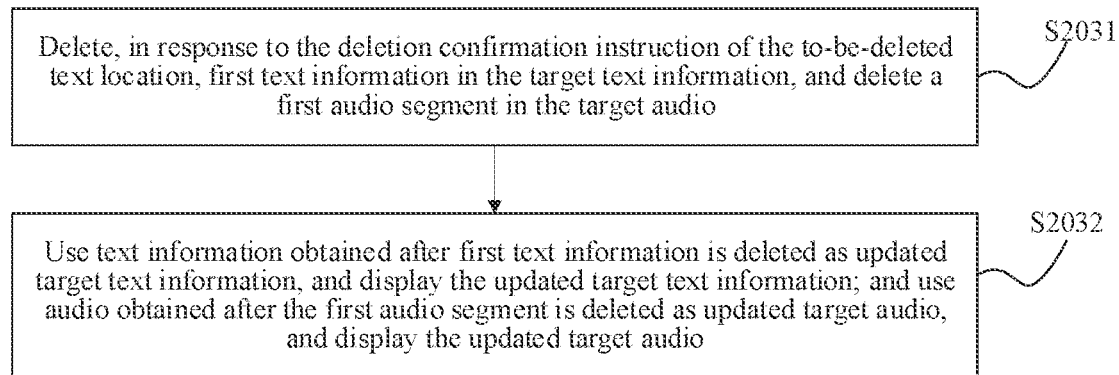 Delete, in response to the deletion confirmation instruction of the to-be-deleted
text location, first text information in the target text information, and delete a
first audio segment in the target audio
S2031
Use text information obtained after first text information is deleted as updated
target text information, and display the updated target text information; and use
audio obtained after the first audio segment is deleted as updated target audio,
and display the updated target audio
S2032